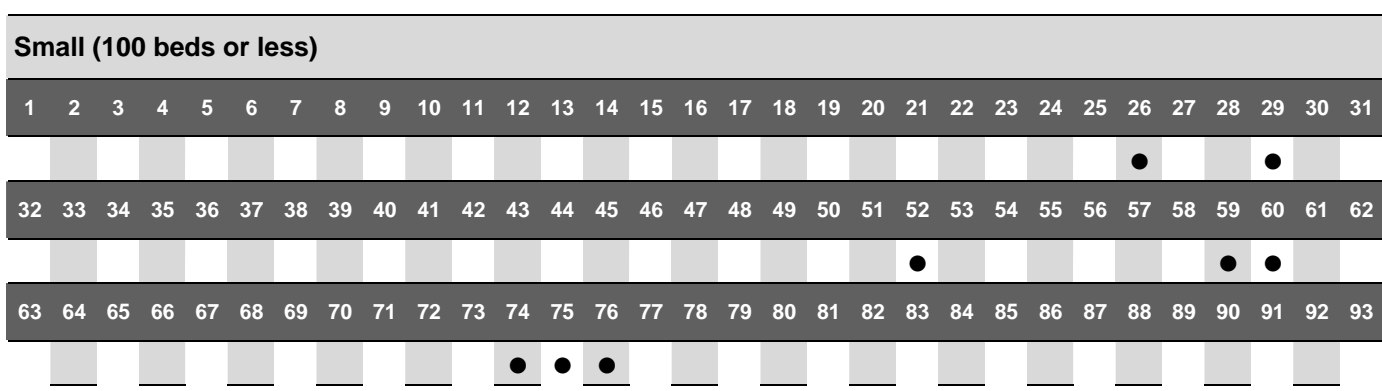 Small (100 beds or less)
1 2 3 4 5 6 7 8 9 10 11 12 13 14 15 16 17 18 19 20 21 22 23 24 25 26 27 28 29 30 31
● ●
32 33 34 35 36 37 38 39 40 41 42 43 44 45 46 47 48 49 50 51 52 53 54 55 56 57 58 59 60 61 62
● ● ●
63 64 65 66 67 68 69 70 71 72 73 74 75 76 77 78 79 80 81 82 83 84 85 86 87 88 89 90 91 92 93
● ● ●